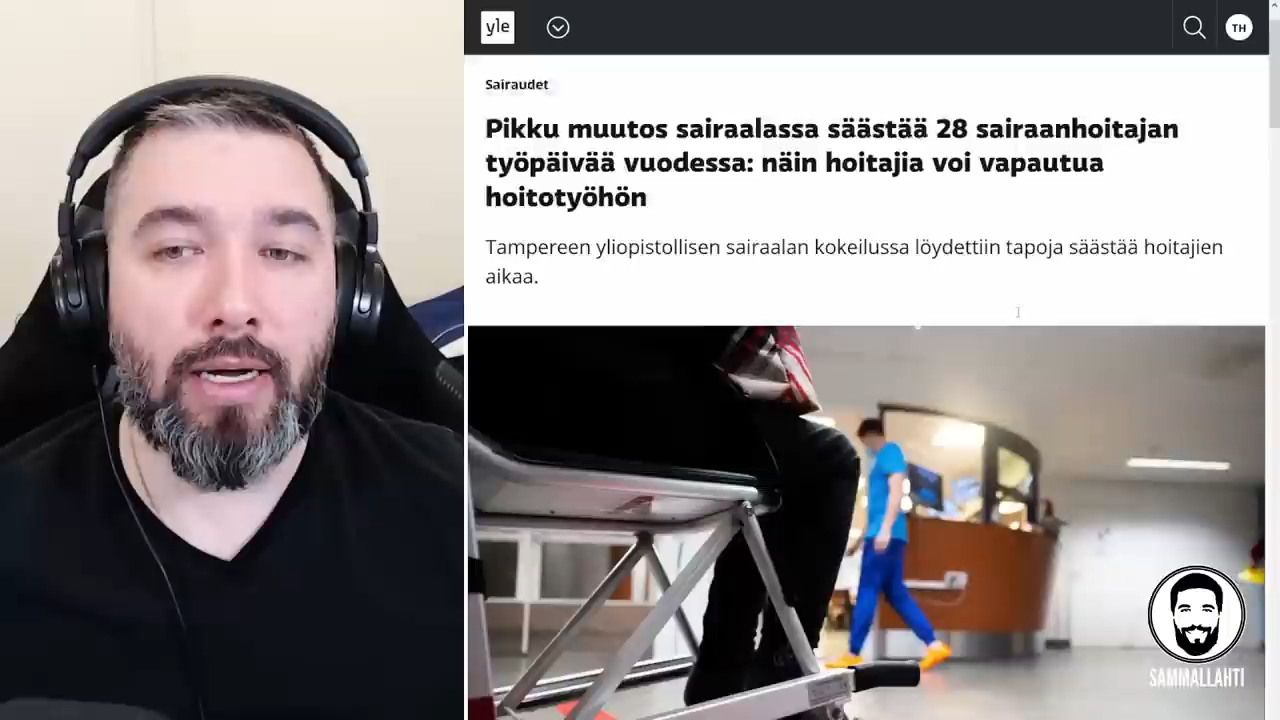 yle
TH
Sairaudet
Pikku muutos sairaalassa säästää 28 sairaanhoitajan
työpäivää vuodessa: näin hoitajia voi vapautua
hoitotyöhön
Tampereen yliopistollisen sairaalan kokeilussa löydettiin tapoja säästää hoitajien
aikaa.
SAMMALLAHTI